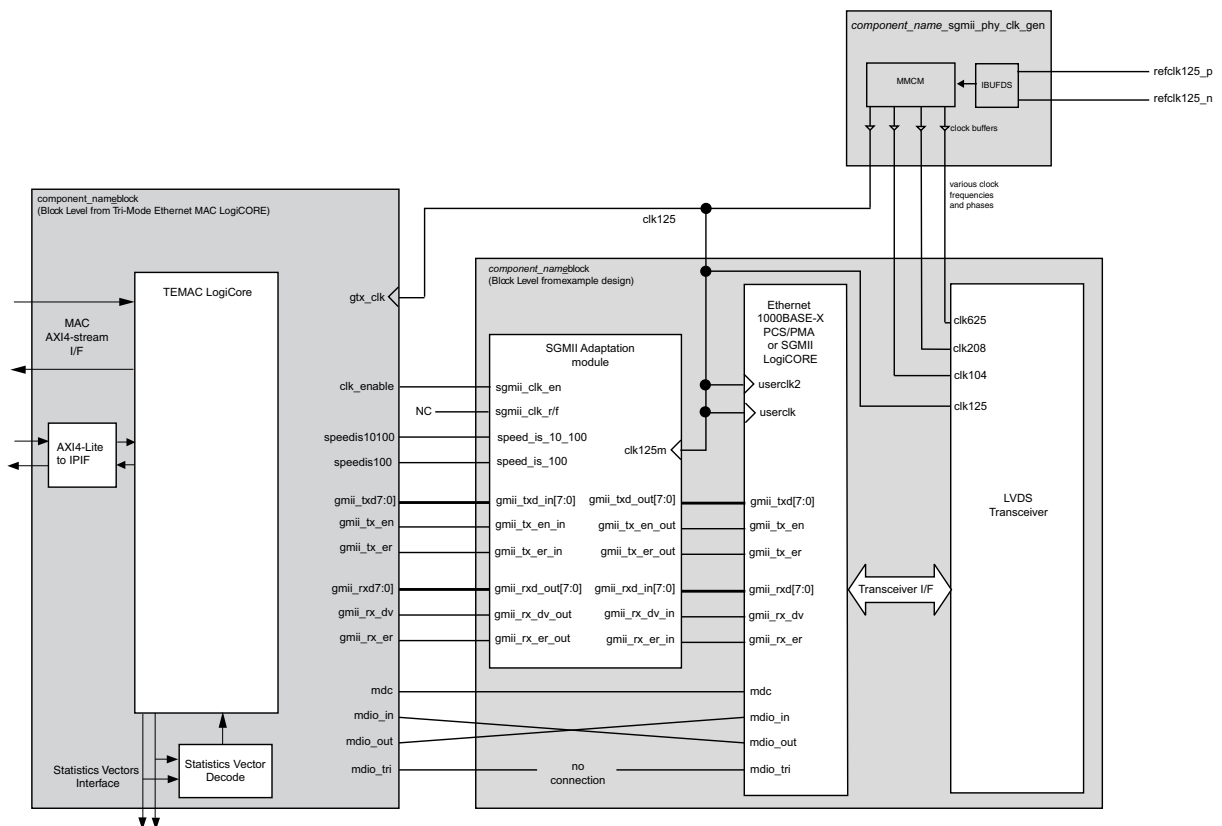 component_name_sgmii_phy_clk_gen
MMCM
IBUFDS
refclk125_p
refclk125_n
clock buffers
various clock
frequencies
and phases
component_nameblock
(Block Level from Tri-Mode Ethernet MAC LogiCORE)
clk125
TEMAC LogiCore
MAC
AXI4-stream
I/F
AXI4-Lite
to IPIF
Statistics Vectors
Interface
Statistics Vector
Decode
gtx_clk
clk_enable
NC
speedis10100
speedis100
gmii_txd7:0]
gmii_tx_en
gmii_tx_er
gmii_rxd7:0]
gmii_rx_dv
gmii_rx_er
mdc
mdio_in
mdio_out
mdio_tri
component_nameblock
(Block Level fromexample design)
SGMII Adaptation
module
sgmii_clk_en
sgmii_clk_r/f
speed_is_10_100
speed_is_100
clk125m
gmii_txd_in[7:0]
gmii_tx_en_in
gmii_tx_er_in
gmii_rxd_out[7:0]
gmii_rx_dv_out
gmii_rx_er_out
gmii_txd_out[7:0]
gmii_tx_en_out
gmii_tx_er_out
gmii_rxd_in[7:0]
gmii_rx_dv_in
gmii_rx_er_in
no
connection
Ethernet
1000BASE-X
PCS/PMA
or SGMII
LogiCORE
userclk2
userclk
gmii_txd[7:0]
gmii_tx_en
gmii_tx_er
gmii_rxd[7:0]
gmii_rx_dv
gmii_rx_er
mdc
mdio_in
mdio_out
mdio_tri
Transceiver I/F
clk625
clk208
clk104
clk125
LVDS
Transceiver